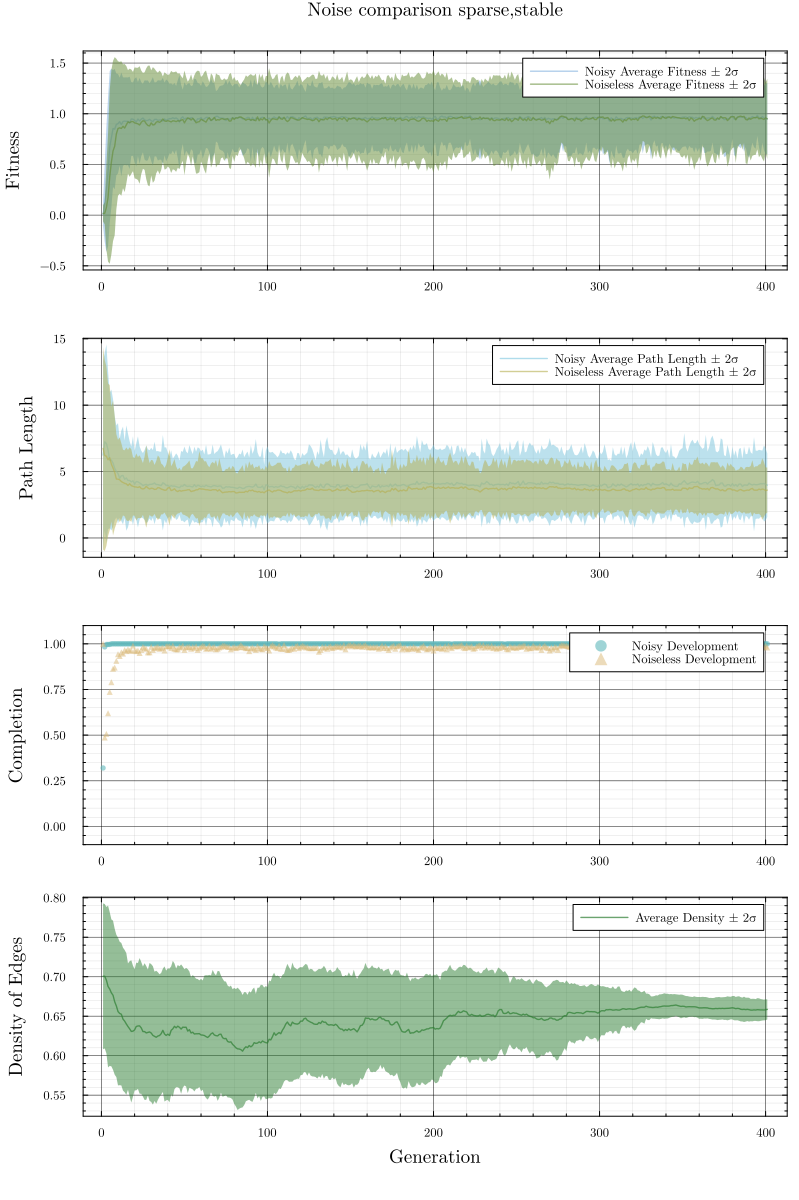 Noise comparison sparse,stable
1.5
1.0
0.5
0.0
−0.5
Fitness
Noisy Average Fitness ± 2σ
Noiseless Average Fitness ± 2σ
0 100 200 300 400
15
10
5
0
Path Length
Noisy Average Path Length ± 2σ
Noiseless Average Path Length ± 2σ
0 100 200 300 400
1.00
0.75
0.50
0.25
0.00
Completion
Noisy Development
Noiseless Development
0 100 200 300 400
0.80
0.75
0.70
0.65
0.60
0.55
Density of Edges
Average Density ± 2σ
0 100 200 300 400
Generation